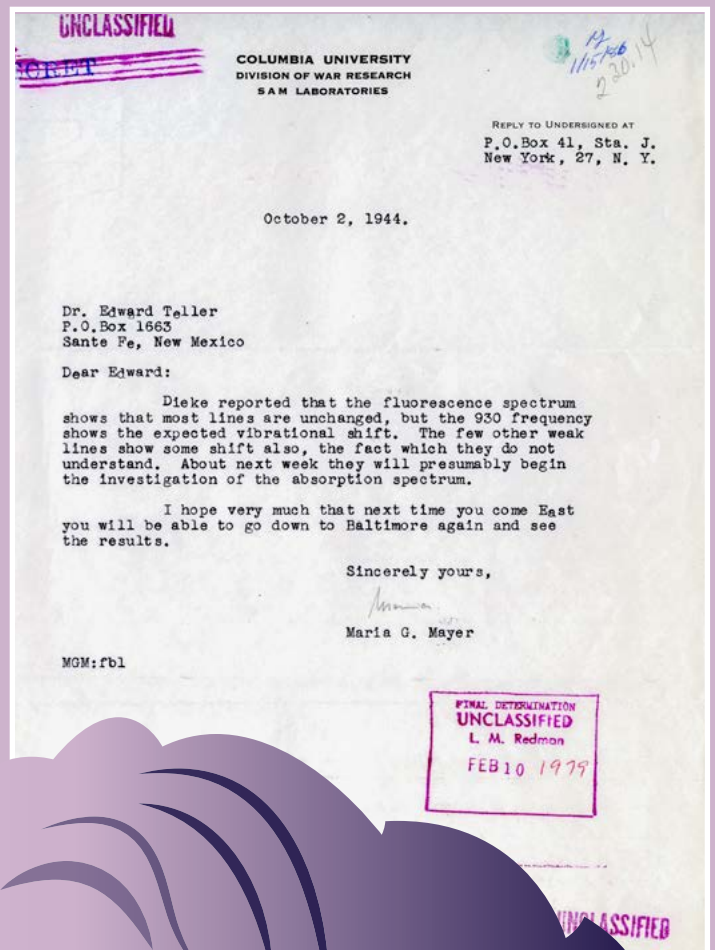 UNCLASSIFIED
CRET
COLUMBIA UNIVERSITY
DIVISION OF WAR RESEARCH
SAM LABORATORIES
1/15/86
230.14
REPLY TO UNDERSIGNED AT
P.O.Box 41, Sta. J.
New York, 27, N. Y.
October 2, 1944.
Dr. Edward Teller
P.O.Box 1663
Sante Fe, New Mexico
Dear Edward:
Dieke reported that the fluorescence spectrum
shows that most lines are unchanged, but the 930 frequency
shows the expected vibrational shift. The few other weak
lines show some shift also, the fact which they do not
understand. About next week they will presumably begin
the investigation of the absorption spectrum.
I hope very much that next time you come East
you will be able to go down to Baltimore again and see
the results.
Sincerely yours,
Maria G. Mayer
MGM:fbl
FINAL DETERMINATION
UNCLASSIFIED
L. M. Redman
FEB 10 1979
UNCLASSIFIED